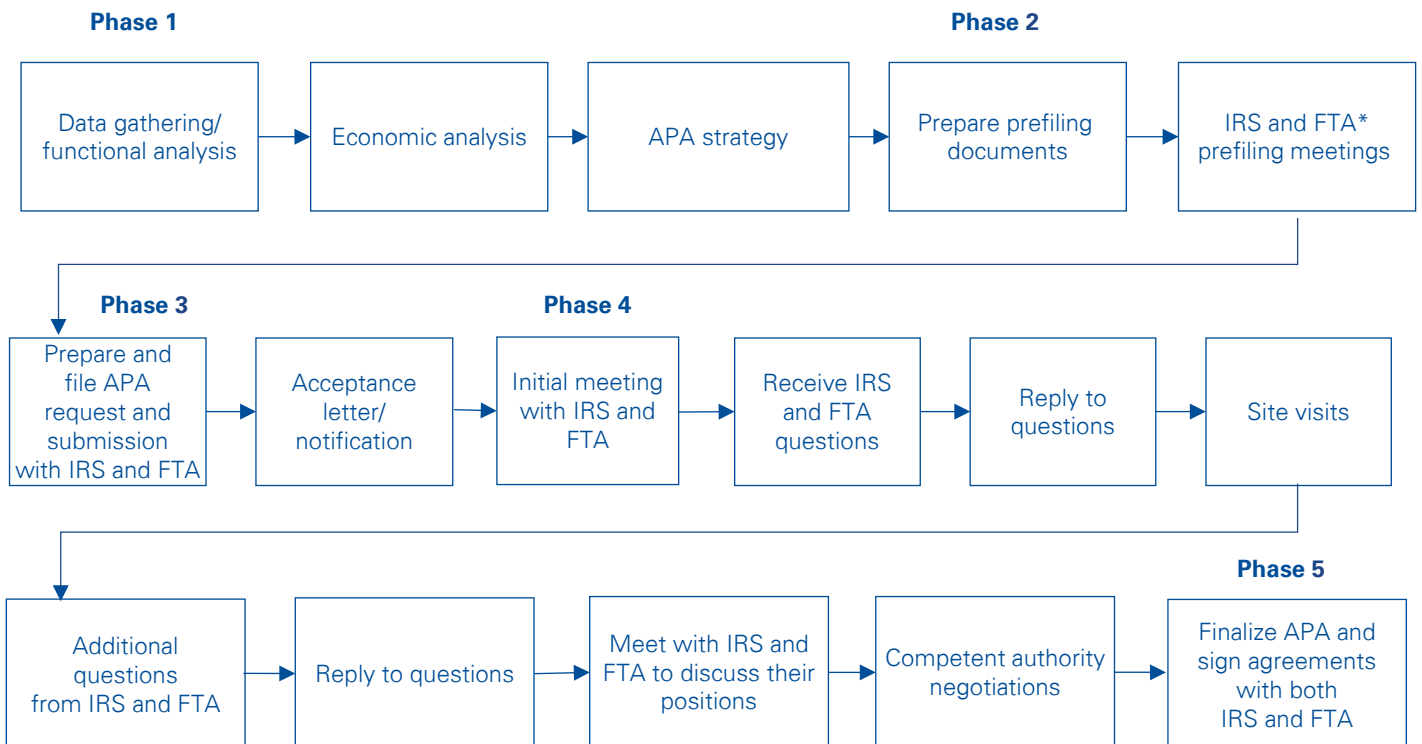 Phase 1
Phase 2
Data gathering/
functional analysis
Economic analysis
APA strategy
Prepare prefiling
documents
IRS and FTA*
prefiling meetings
Phase 3
Phase 4
Prepare and
file APA
request and
submission
with IRS and FTA
Acceptance
letter/
notification
Initial meeting
with IRS and
FTA
Receive IRS
and FTA
questions
Reply to
questions
Site visits
Phase 5
Additional
questions
from IRS and FTA
Reply to questions
Meet with IRS and
FTA to discuss their
positions
Competent authority
negotiations
Finalize APA and
sign agreements
with both
IRS and FTA